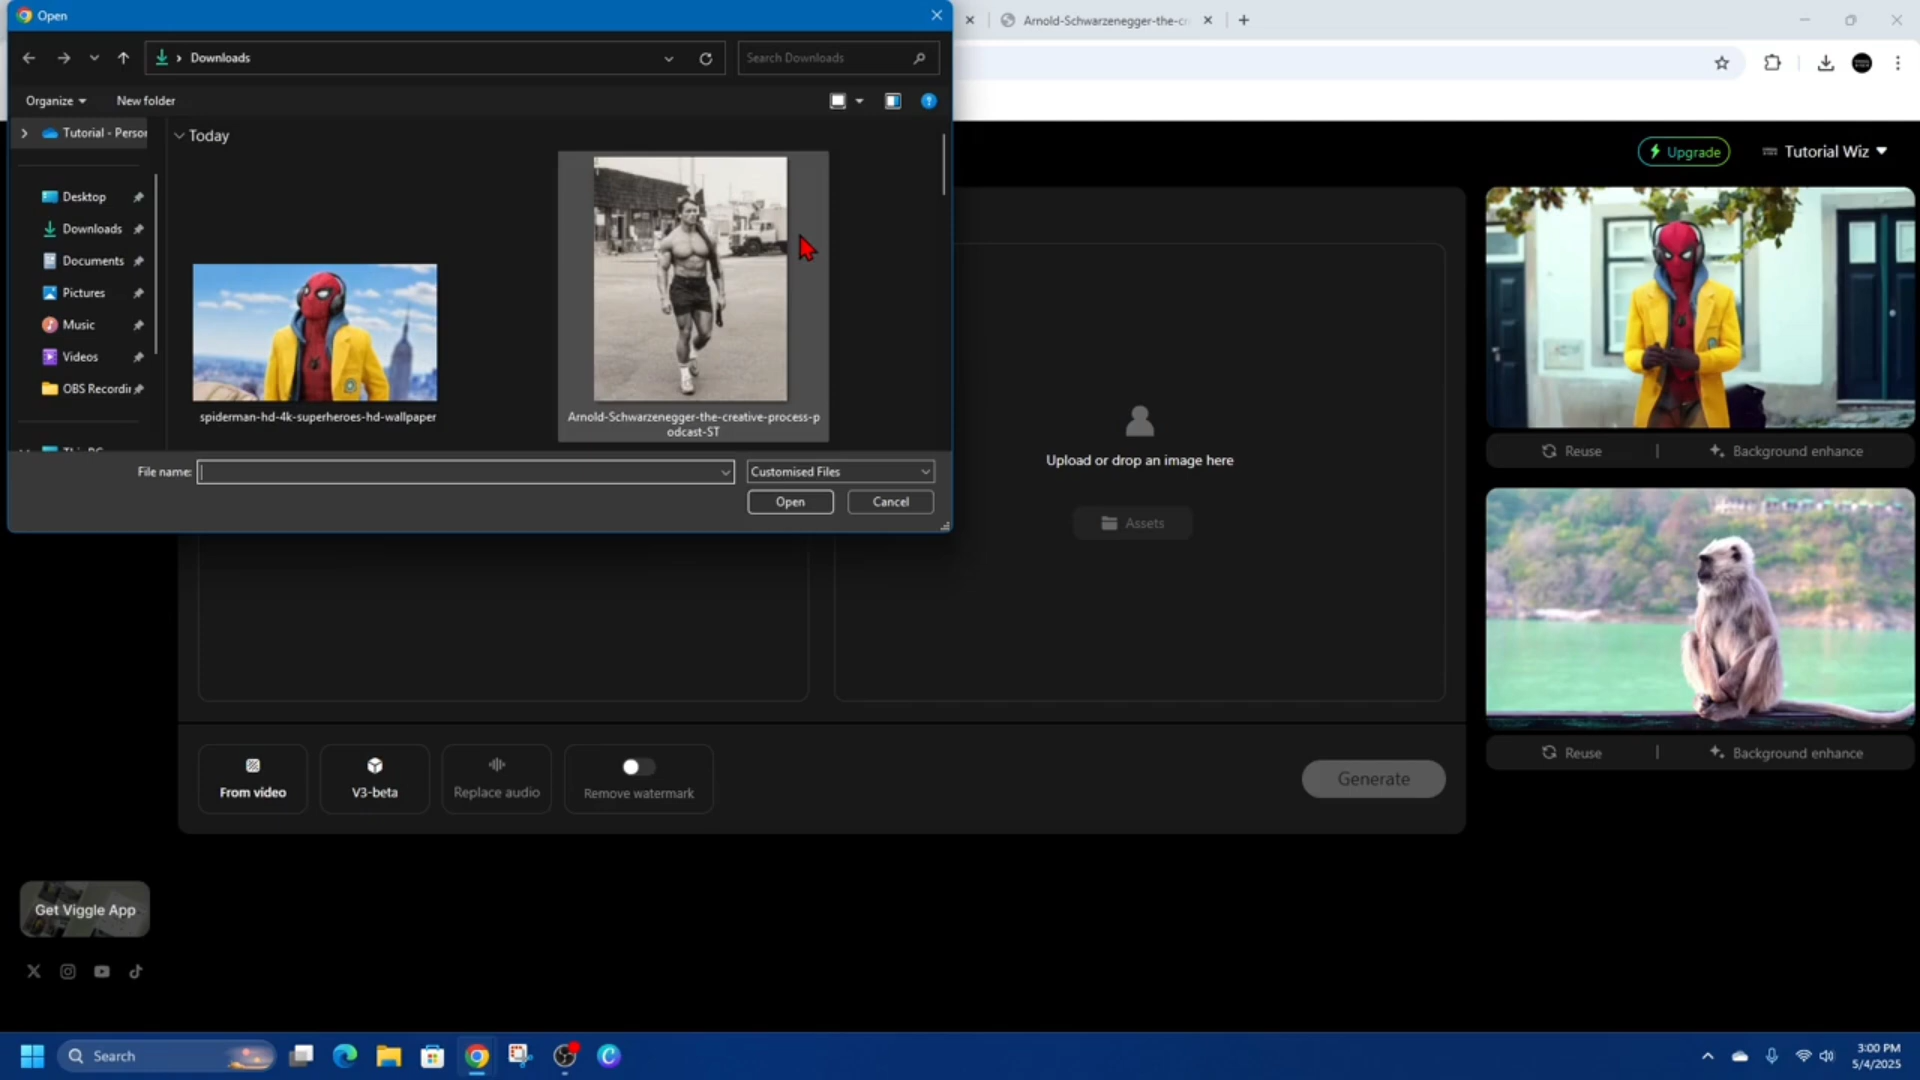 Open
Arnold-Schwarzenegger-the-cr
Downloads
Search Downloads
Organize
New folder
Tutorial - Person
Today
Desktop
Downloads
Documents
Pictures
Music
Videos
OBS Recordin
spiderman-hd-4k-superheroes-hd-wallpaper
Arnold-Schwarzenegger-the-creative-process-p
odcast-ST
File name:
Customised Files
Open
Cancel
Upgrade
Tutorial Wiz
Upload or drop an image here
Assets
Reuse
Background enhance
Reuse
Background enhance
From video
V3-beta
Replace audio
Remove watermark
Generate
Get Viggle App
Search
3:00 PM
5/4/2025